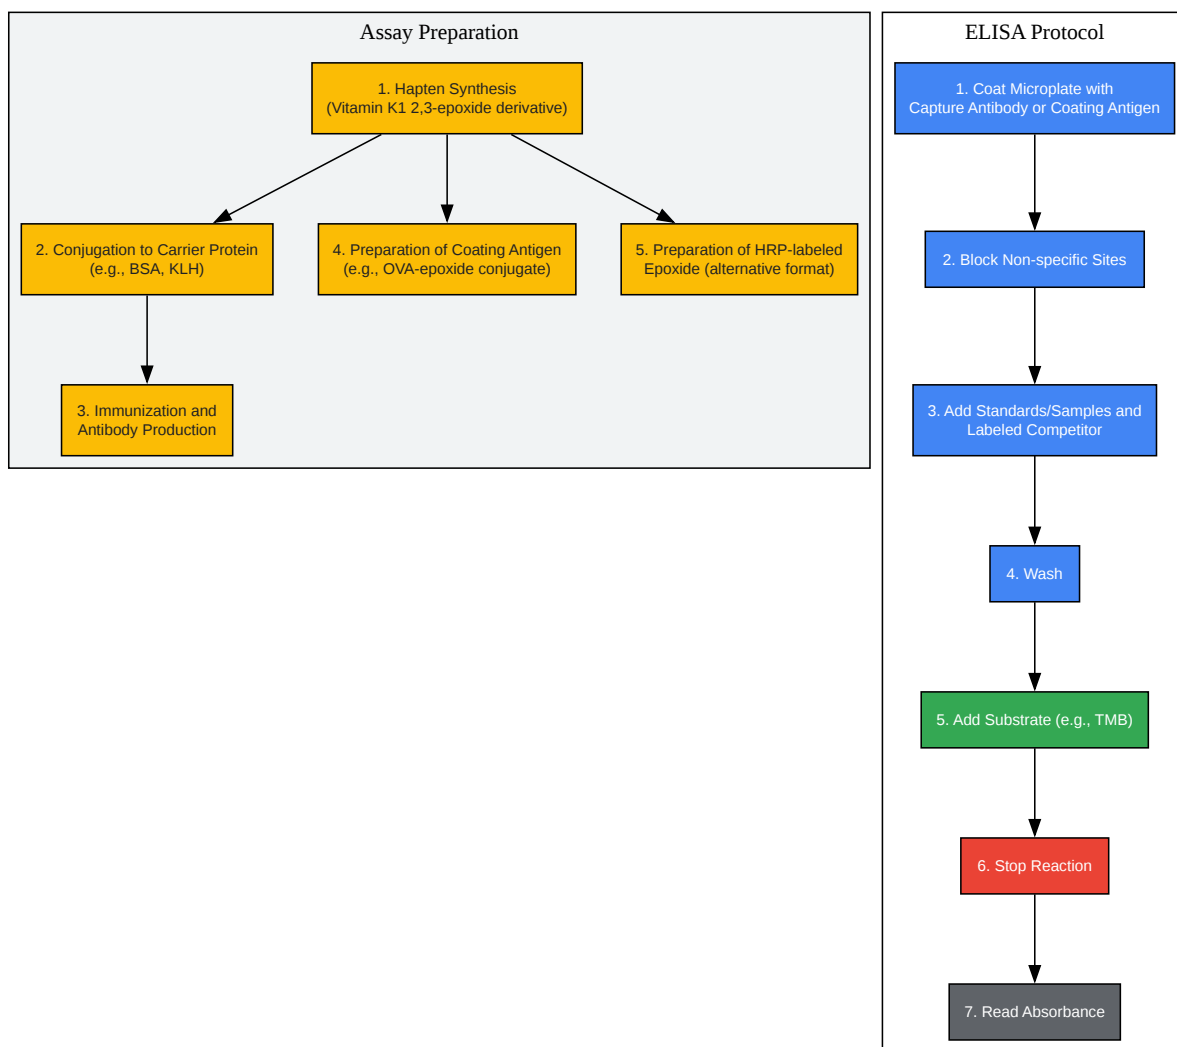 Assay Preparation
1. Hapten Synthesis
(Vitamin K1 2,3-epoxide derivative)
2. Conjugation to Carrier Protein
(e.g., BSA, KLH)
4. Preparation of Coating Antigen
(e.g., OVA-epoxide conjugate)
5. Preparation of HRP-labeled
Epoxide (alternative format)
3. Immunization and
Antibody Production
ELISA Protocol
1. Coat Microplate with
Capture Antibody or Coating Antigen
2. Block Non-specific Sites
3. Add Standards/Samples and
Labeled Competitor
4. Wash
5. Add Substrate (e.g., TMB)
6. Stop Reaction
7. Read Absorbance